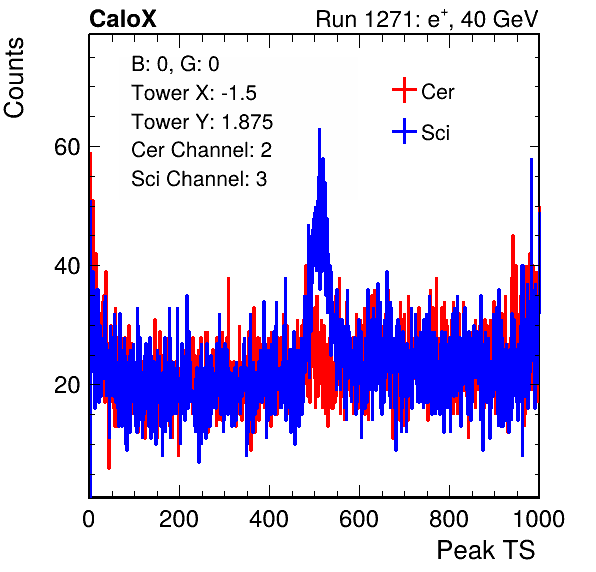 CaloX Run 1271: e⁺, 40 GeV
Counts
B: 0, G: 0
Tower X: -1.5
Tower Y: 1.875
Cer Channel: 2
Sci Channel: 3
Cer
Sci
60
40
20
0 200 400 600 800 1000
Peak TS